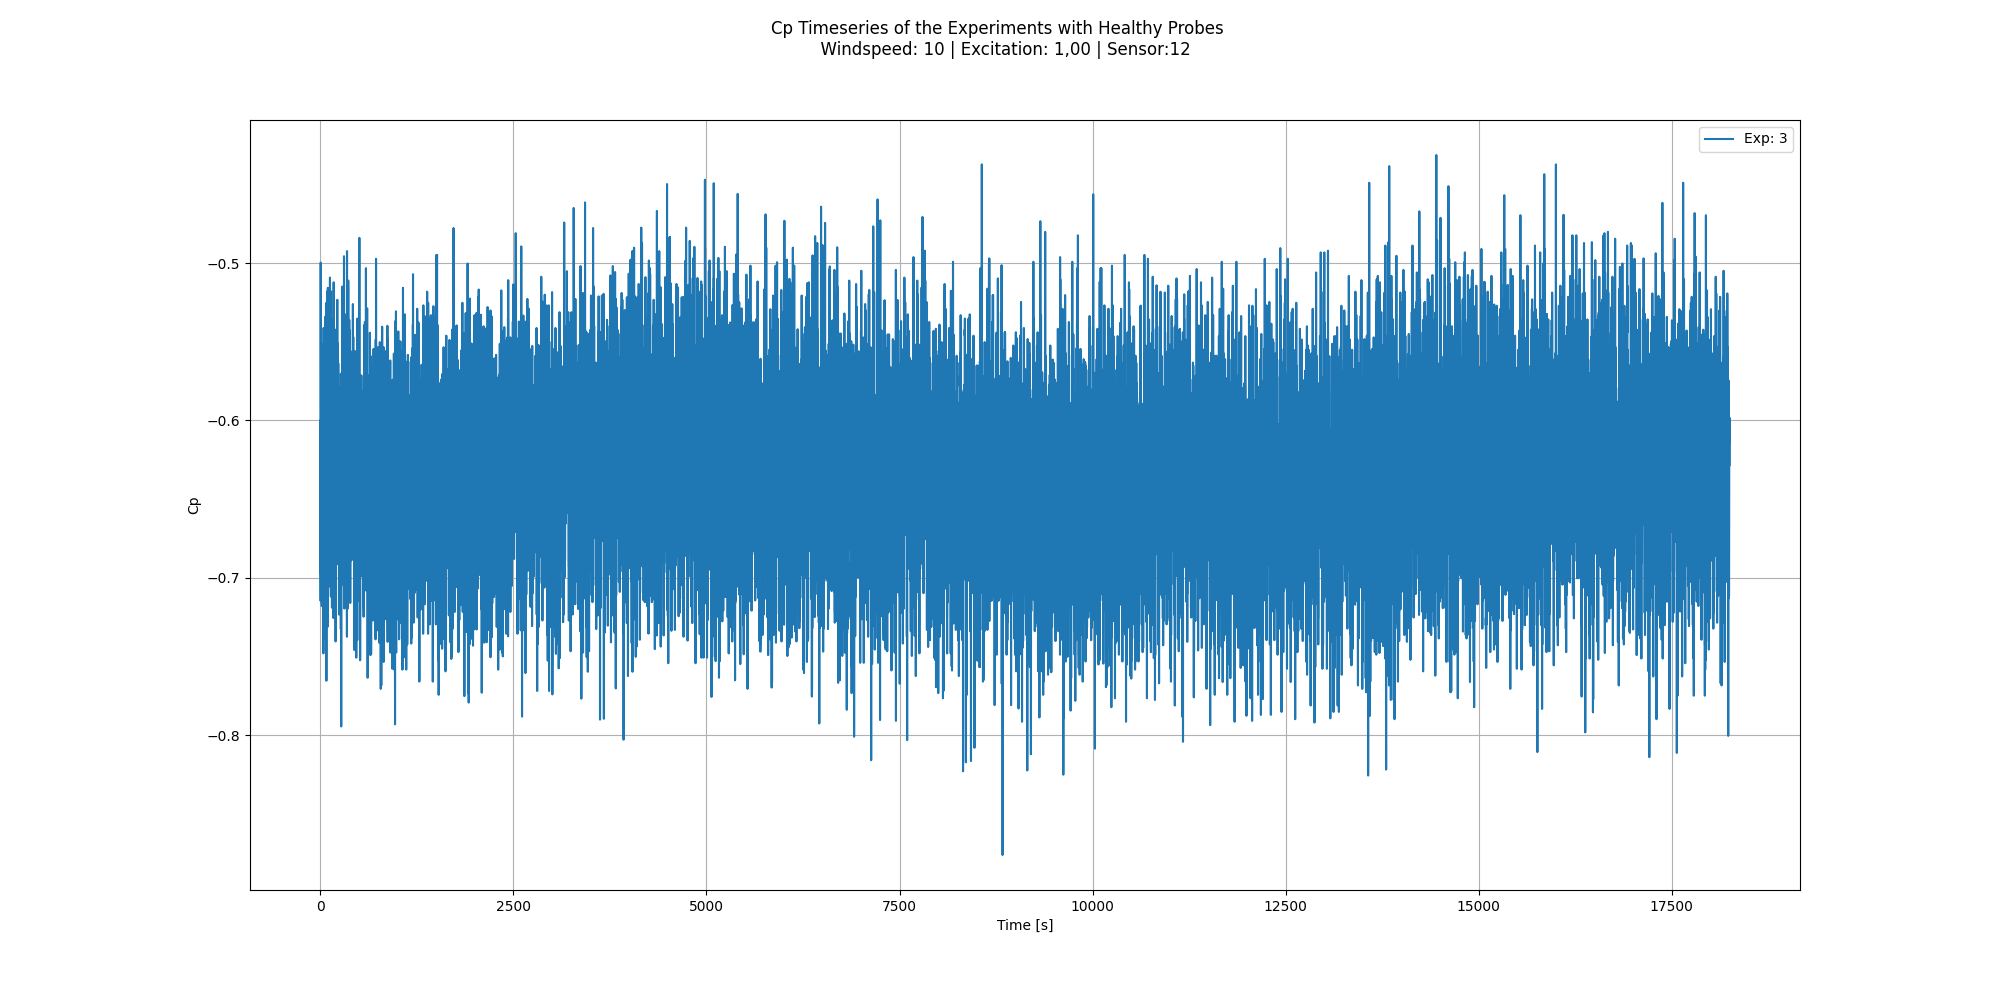 Cp Timeseries of the Experiments with Healthy Probes
Windspeed: 10 | Excitation: 1,00 | Sensor:12
Exp: 3
−0.5
−0.6
−0.7
−0.8
Cp
0
2500
5000
7500
10000
12500
15000
17500
Time [s]